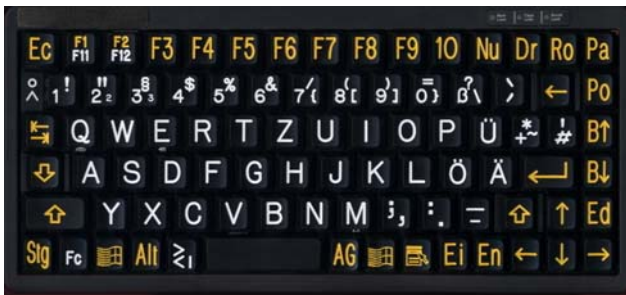 Ec F1 F11 F2 F12 F3 F4 F5 F6 F7 F8 F9 10 Nu Dr Ro Pa
^ ° 1 ! 2 " ² 3 § ³ 4 $ 5 % 6 & 7 / { 8 ( [ 9 ) ] 0 = } ß ? \ ← Po
Q W E R T Z U I O P Ü * + ~ ' # B↑
A S D F G H J K L Ö Ä B↓
Y X C V B N M ; , : . _ - ↑ Ed
Stg Fc Alt > < | AG Ei En ← ↓ →